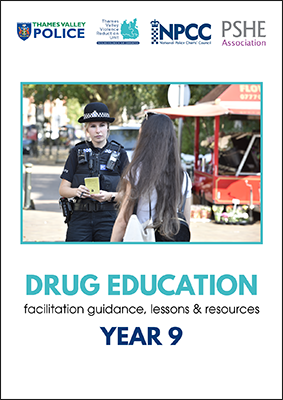 THAMES VALLEY
POLICE
Thames Valley
Violence
Reduction
Unit
NPCC
National Police Chiefs' Council
PSHE
Association
POLICE
DRUG EDUCATION
facilitation guidance, lessons & resources
YEAR 9